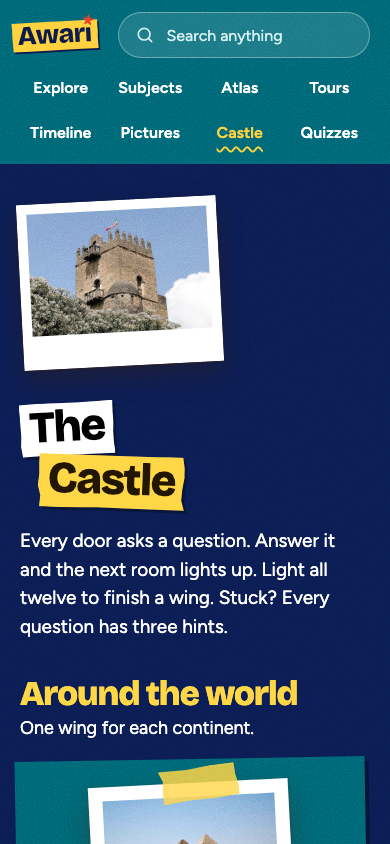 Awari
Search anything
Explore Subjects Atlas Tours
Timeline Pictures Castle Quizzes
The
Castle
Every door asks a question. Answer it
and the next room lights up. Light all
twelve to finish a wing. Stuck? Every
question has three hints.
Around the world
One wing for each continent.